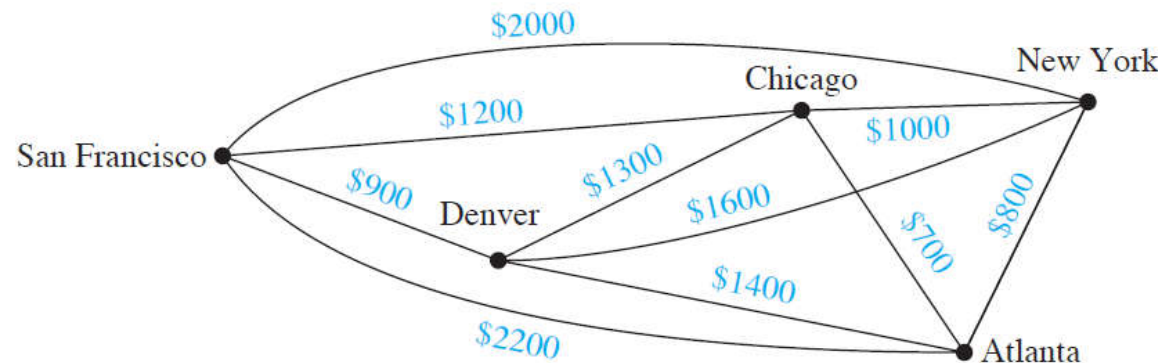 $2000
New York
Chicago
$1200
$1000
San Francisco
$1300
$900
$1600
$800
Denver
$700
$1400
$2200
Atlanta